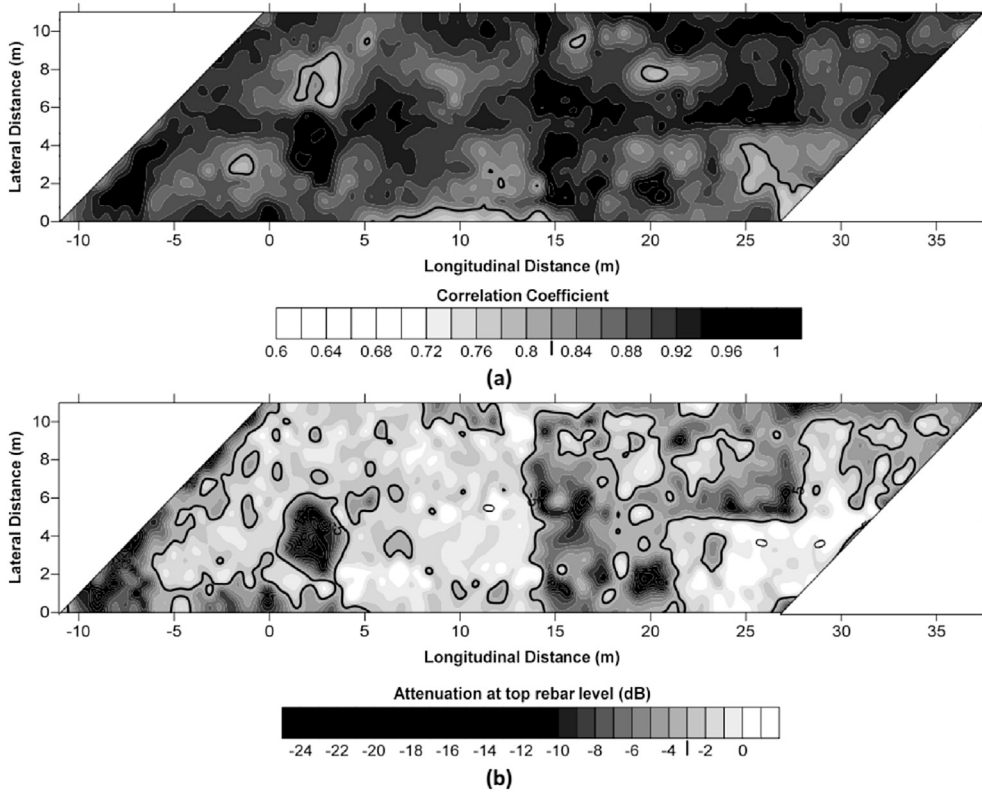 10
8
6
4
2
0
Lateral Distance (m)
-10 -5 0 5 10 15 20 25 30 35
Longitudinal Distance (m)
Correlation Coefficient
0.6 0.64 0.68 0.72 0.76 0.8 0.84 0.88 0.92 0.96 1
(a)
10
8
6
4
2
0
Lateral Distance (m)
-10 -5 0 5 10 15 20 25 30 35
Longitudinal Distance (m)
Attenuation at top rebar level (dB)
-24 -22 -20 -18 -16 -14 -12 -10 -8 -6 -4 -2 0
(b)